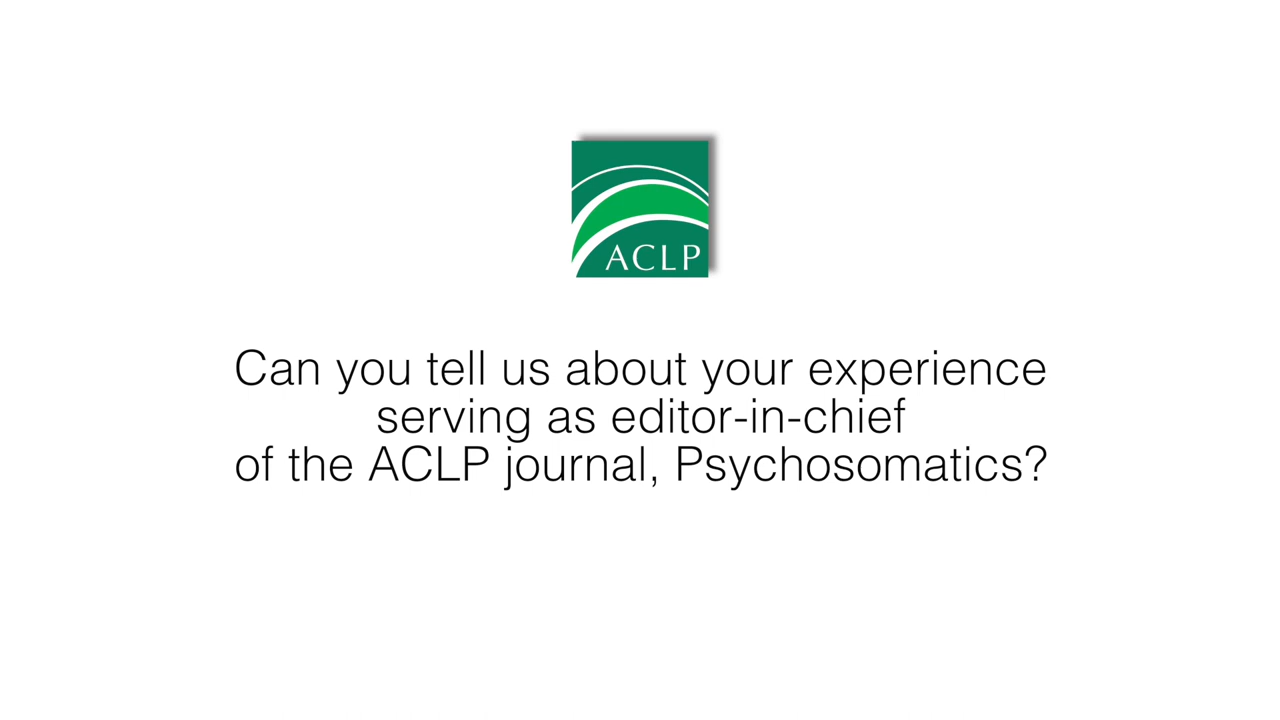 ACLP
Can you tell us about your experience
serving as editor-in-chief
of the ACLP journal, Psychosomatics?